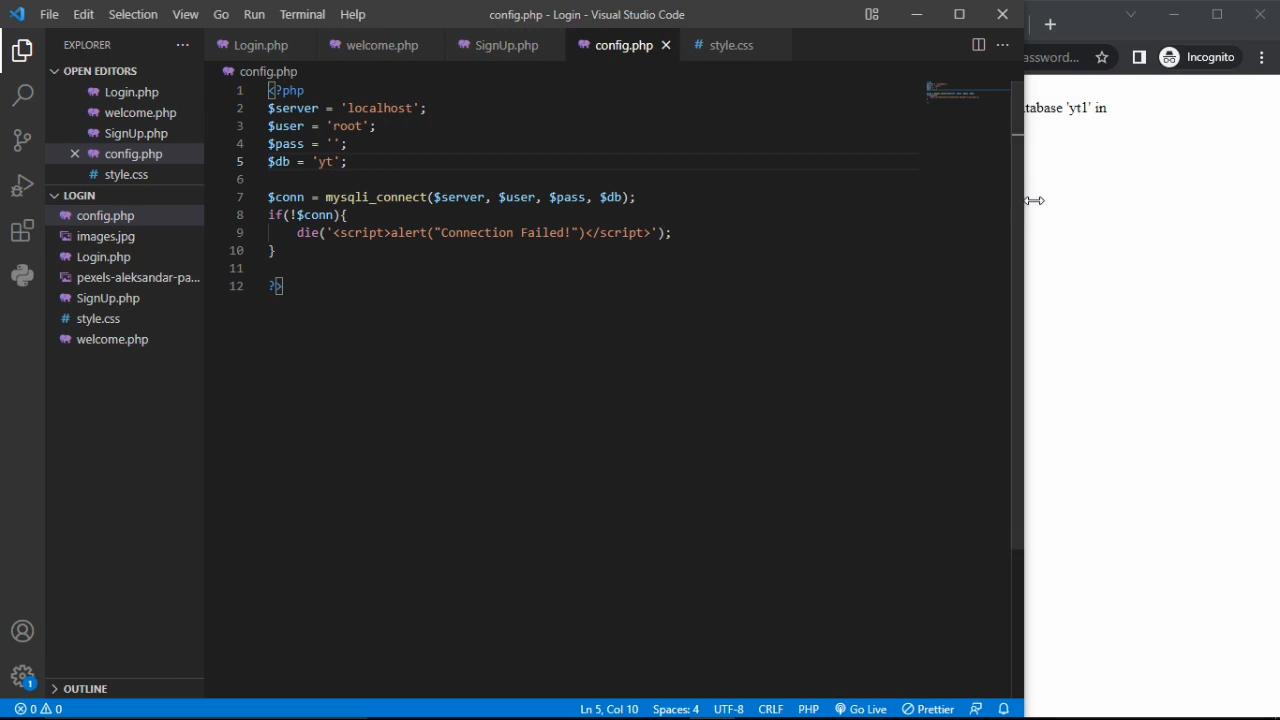 File Edit Selection View Go Run Terminal Help
config.php - Login - Visual Studio Code
EXPLORER
Login.php welcome.php SignUp.php config.php # style.css
assword... Incognito
OPEN EDITORS
Login.php
welcome.php
SignUp.php
config.php
# style.css
LOGIN
config.php
images.jpg
Login.php
pexels-aleksandar-pa...
SignUp.php
# style.css
welcome.php
OUTLINE
config.php
1 <?php
2 $server = 'localhost';
3 $user = 'root';
4 $pass = '';
5 $db = 'yt';
6
7 $conn = mysqli_connect($server, $user, $pass, $db);
8 if(!$conn){
9 die('<script>alert("Connection Failed!")</script>');
10 }
11
12 ?>
tabase 'yt1' in
1
0 0
Ln 5, Col 10 Spaces: 4 UTF-8 CRLF PHP Go Live Prettier